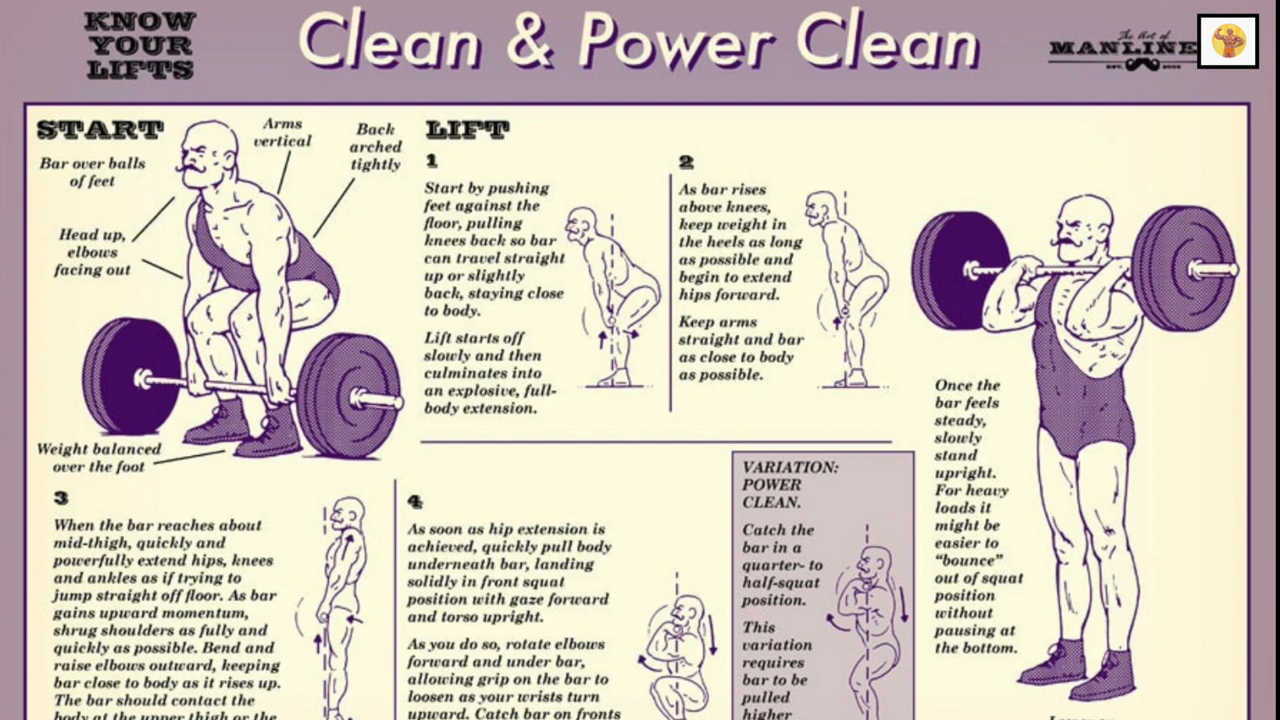 KNOW
YOUR
LIFTS
Clean & Power Clean
The Art of
MANLINE
EST. 2008
START
Arms
vertical
Back
arched
tightly
Bar over balls
of feet
Head up,
elbows
facing out
Weight balanced
over the foot
LIFT
1
Start by pushing
feet against the
floor, pulling
knees back so bar
can travel straight
up or slightly
back, staying close
to body.
Lift starts off
slowly and then
culminates into
an explosive, full-
body extension.
2
As bar rises
above knees,
keep weight in
the heels as long
as possible and
begin to extend
hips forward.
Keep arms
straight and bar
as close to body
as possible.
3
When the bar reaches about
mid-thigh, quickly and
powerfully extend hips, knees
and ankles as if trying to
jump straight off floor. As bar
gains upward momentum,
shrug shoulders as fully and
quickly as possible. Bend and
raise elbows outward, keeping
bar close to body as it rises up.
The bar should contact the
body at the upper thigh or the
4
As soon as hip extension is
achieved, quickly pull body
underneath bar, landing
solidly in front squat
position with gaze forward
and torso upright.
As you do so, rotate elbows
forward and under bar,
allowing grip on the bar to
loosen as your wrists turn
upward. Catch bar on fronts
VARIATION:
POWER
CLEAN.
Catch the
bar in a
quarter- to
half-squat
position.
This
variation
requires
bar to be
pulled
higher
Once the
bar feels
steady,
slowly
stand
upright.
For heavy
loads it
might be
easier to
"bounce"
out of squat
position
without
pausing at
the bottom.